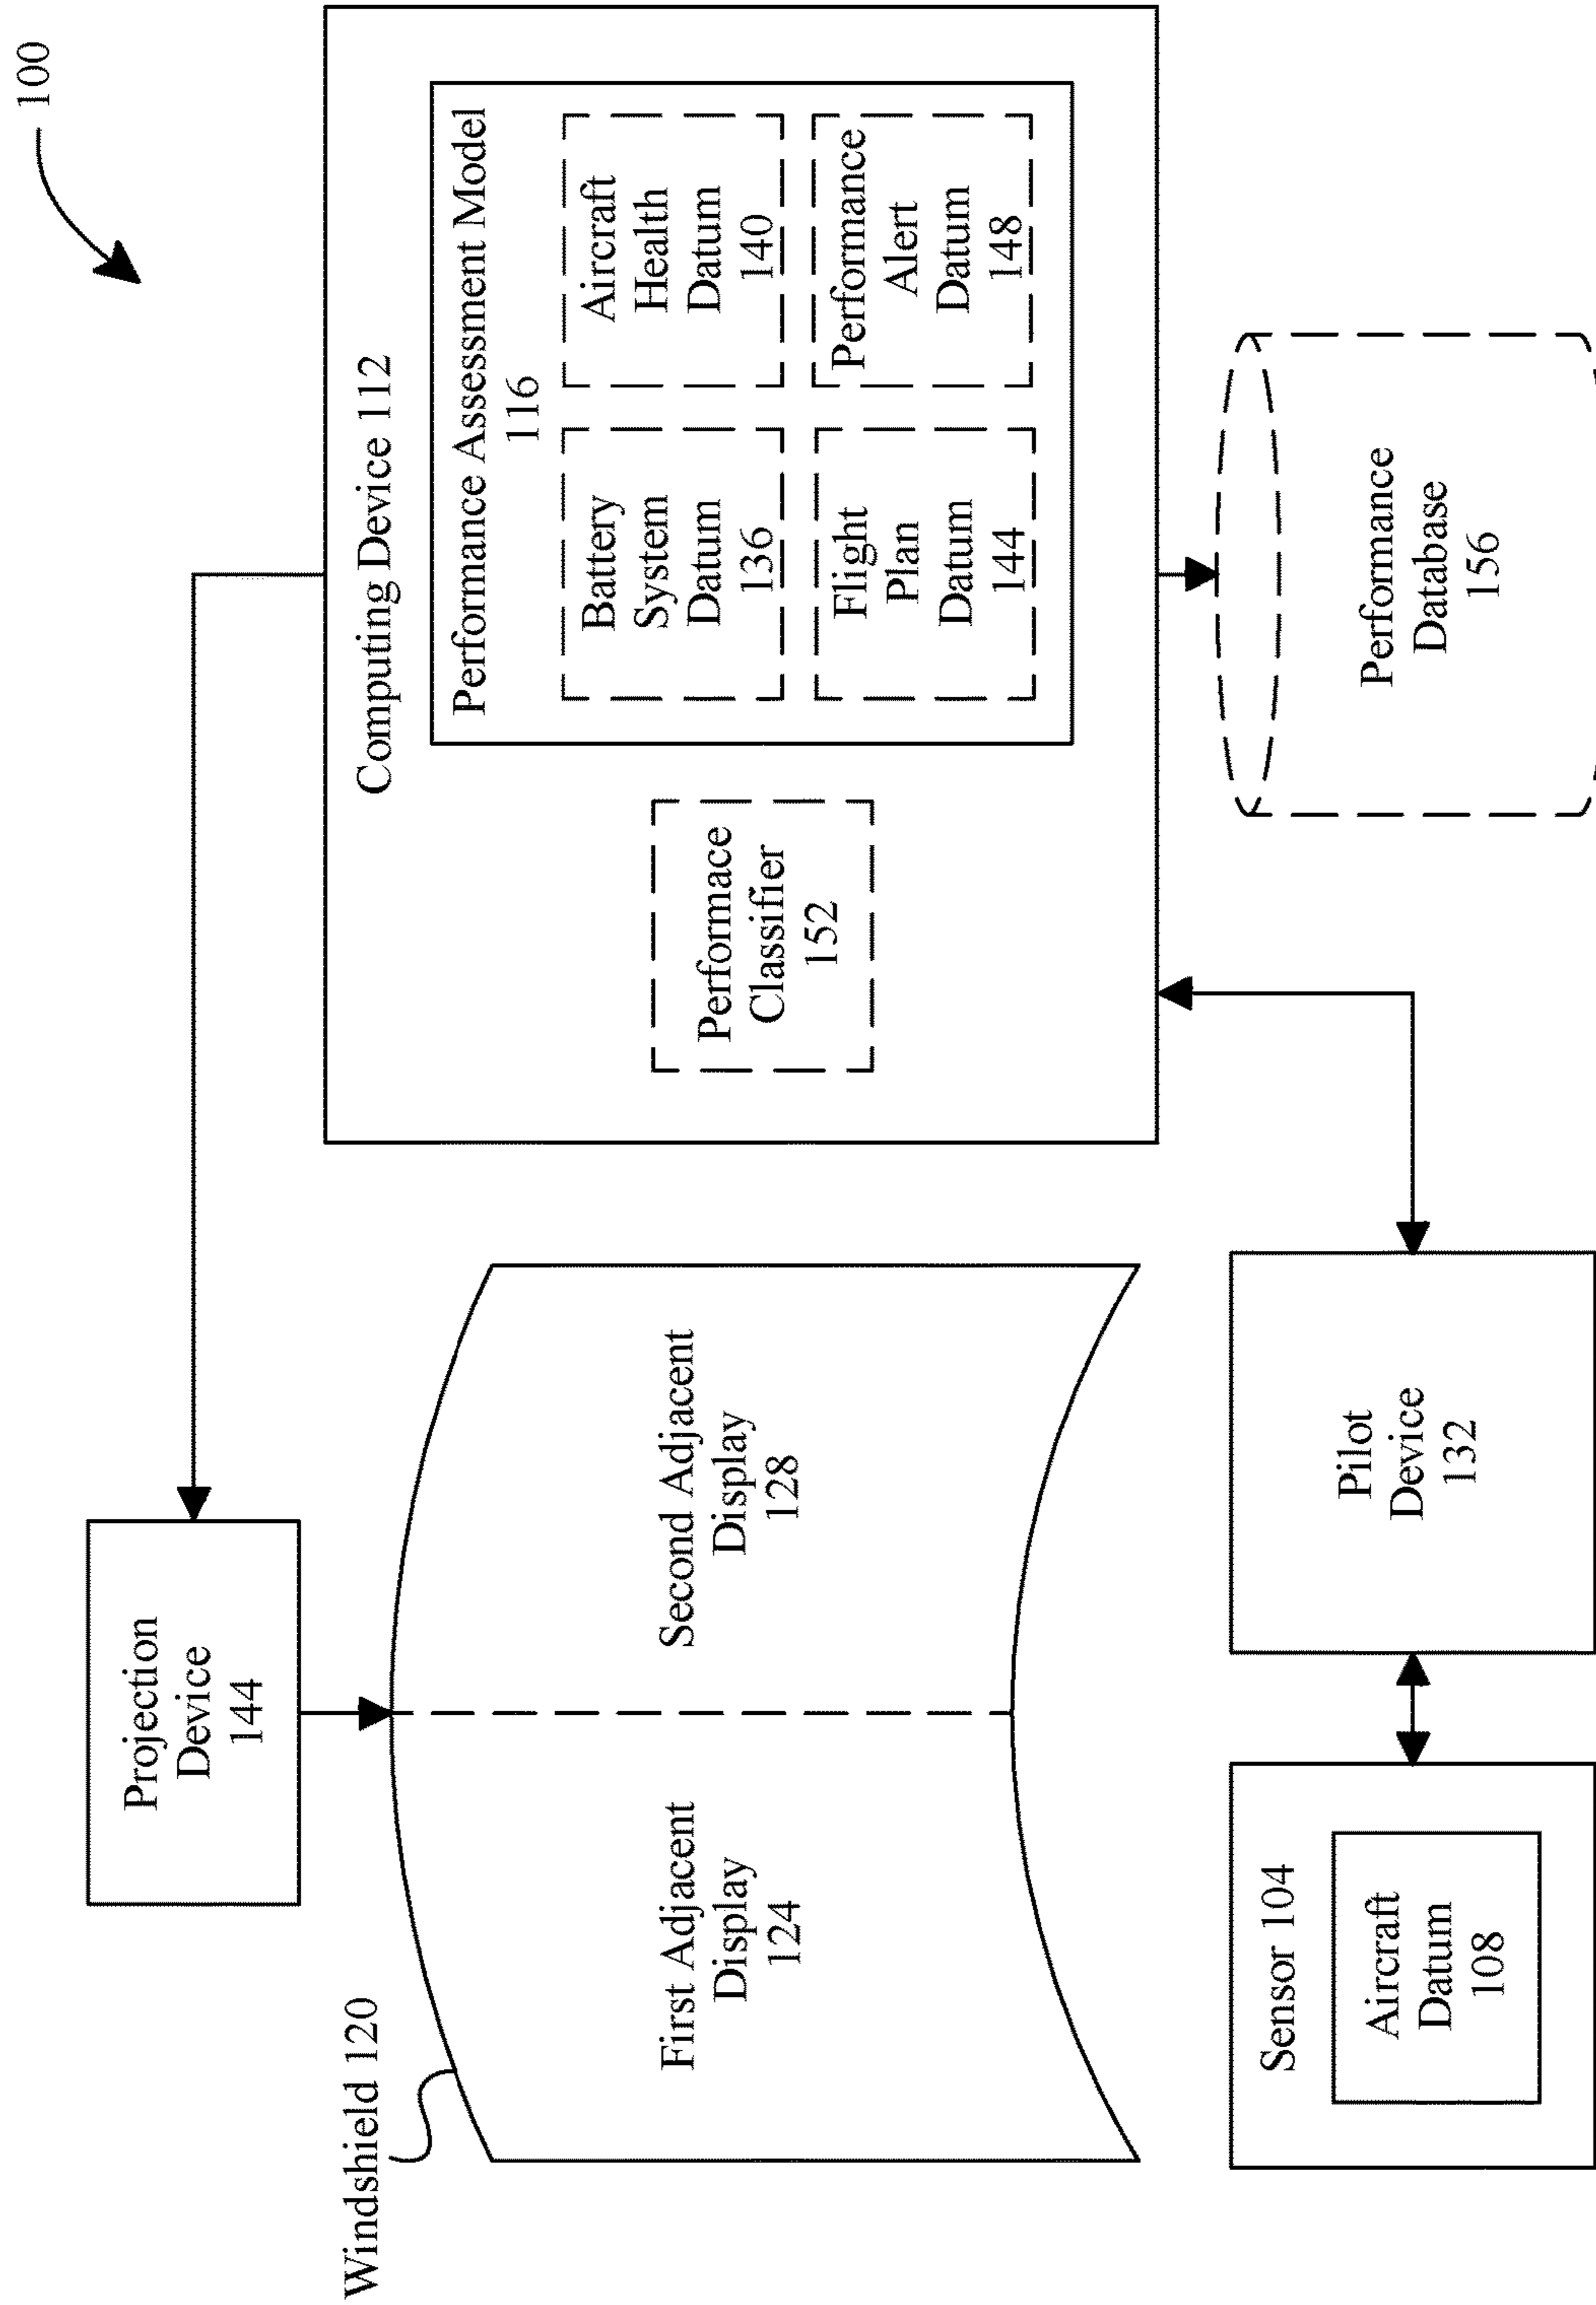 100
Projection
Device
144
Windshield 120
First Adjacent
Display
124
Second Adjacent
Display
128
Computing Device 112
Performance Assessment Model
116
Battery
System
Datum
136
Aircraft
Health
Datum
140
Flight
Plan
Datum
144
Performance
Alert
Datum
148
Performace
Classifier
152
Sensor 104
Aircraft
Datum
108
Pilot
Device
132
Performance
Database
156